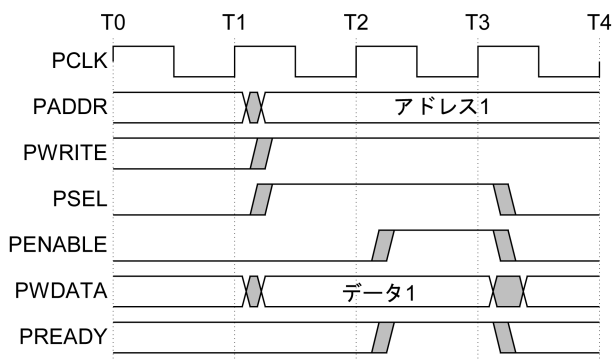 T0 T1 T2 T3 T4
PCLK
PADDR アドレス1
PWRITE
PSEL
PENABLE
PWDATA データ1
PREADY